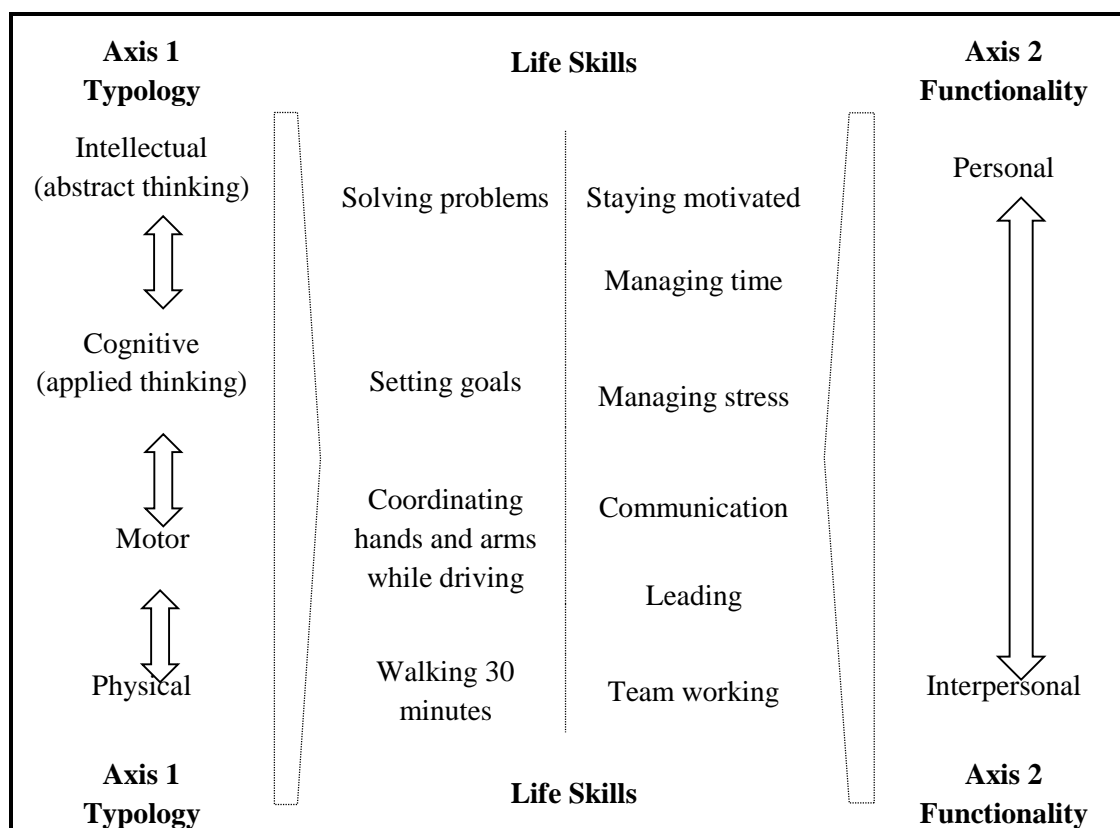 Axis 1
Typology
Life Skills
Axis 2
Functionality
Intellectual
(abstract thinking)
Personal
Solving problems
Staying motivated
Managing time
Cognitive
(applied thinking)
Setting goals
Managing stress
Coordinating
hands and arms
while driving
Communication
Motor
Leading
Walking 30
minutes
Physical
Team working
Interpersonal
Axis 1
Typology
Life Skills
Axis 2
Functionality